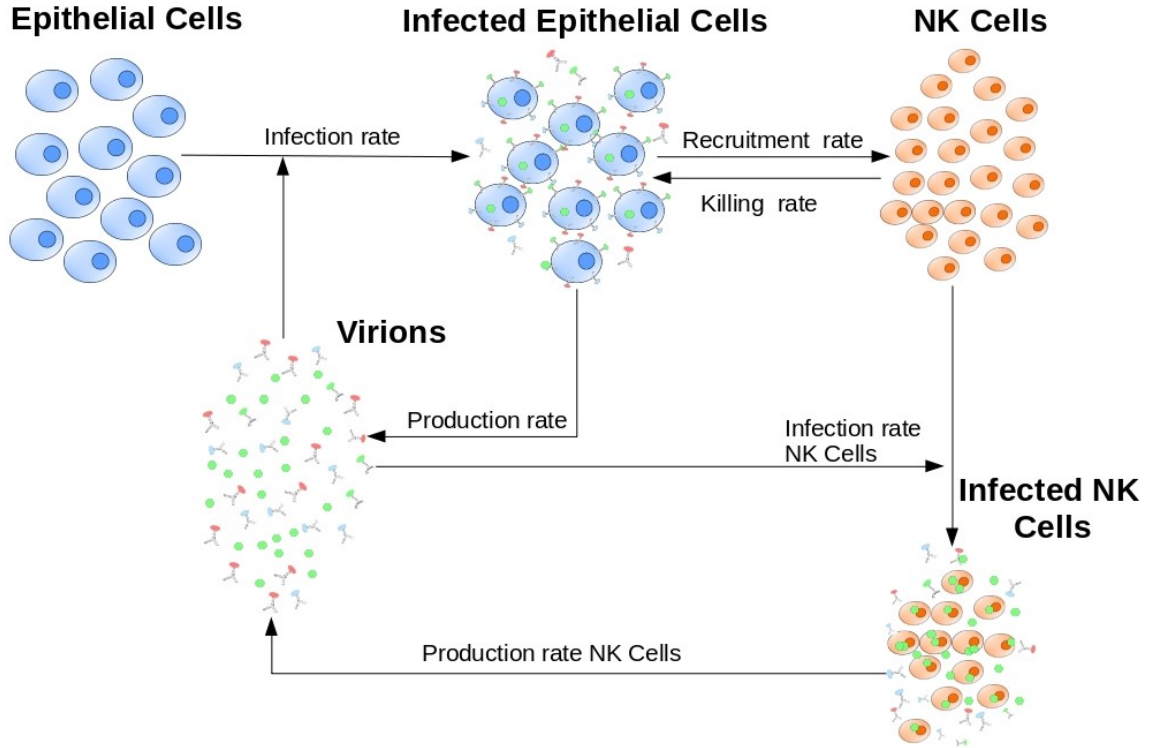 Epithelial Cells
Infected Epithelial Cells
NK Cells
Infection rate
Recruitment rate
Killing rate
Virions
Production rate
Infection rate
NK Cells
Infected NK
Cells
Production rate NK Cells